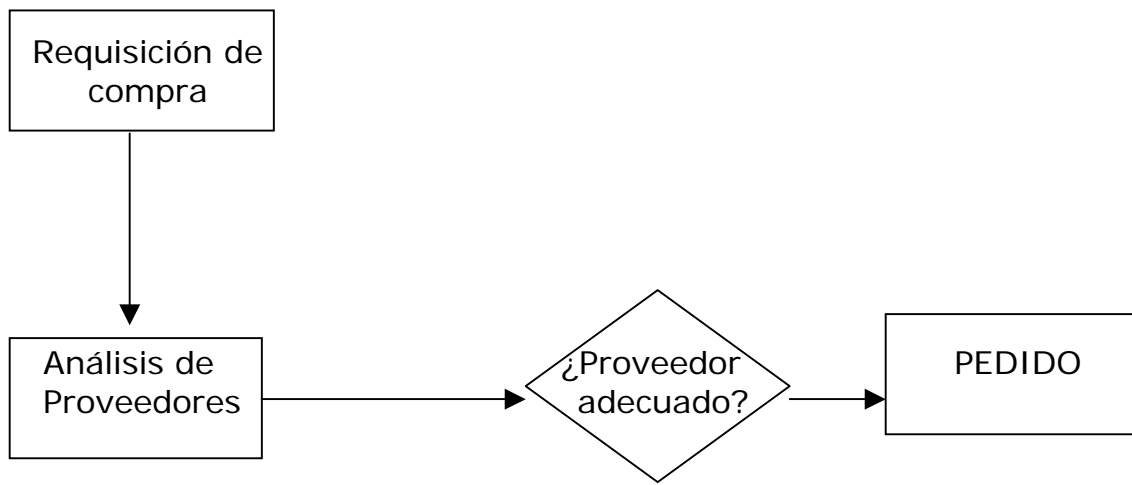 Requisición de
compra
Análisis de
Proveedores
¿Proveedor
adecuado?
PEDIDO